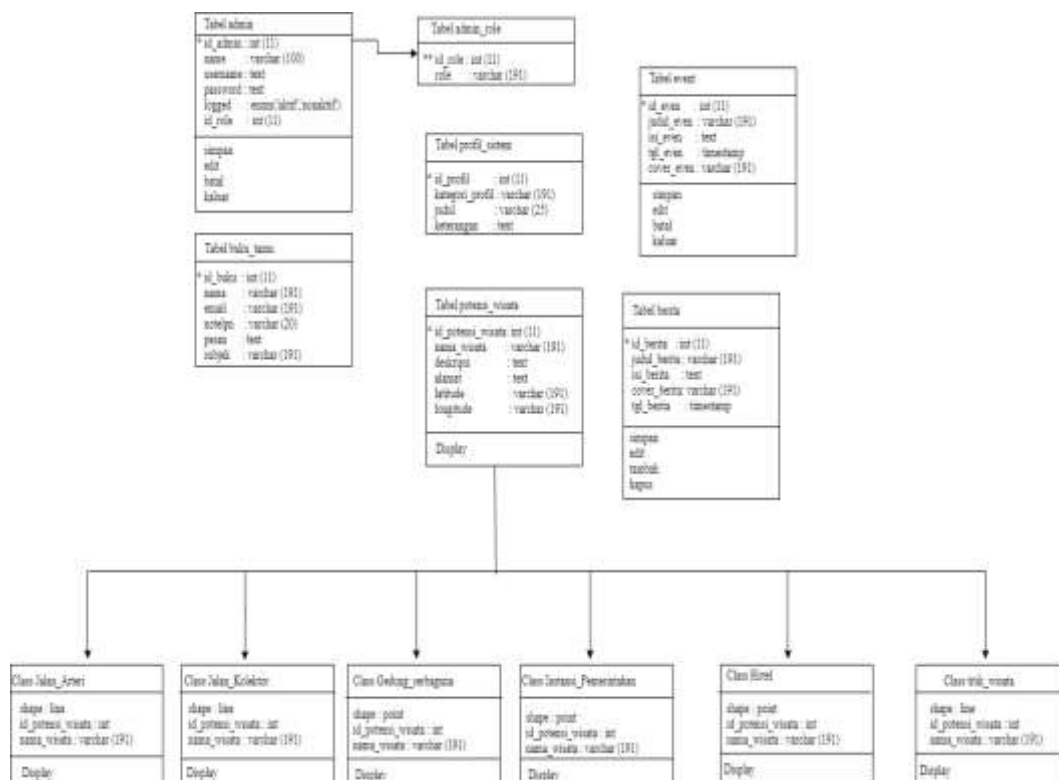 Tabel admin
* id_admin : int (11)
name : varchar (100)
username : text
password : text
logged : enum('aktif','nonaktif')
id_role : int (11)
simpan
edit
batal
keluar
Tabel admin_role
** id_role : int (11)
role : varchar (191)
Tabel event
* id_even : int (11)
judul_even : varchar (191)
isi_even : text
tgl_even : timestamp
cover_even : varchar (191)
simpan
edit
batal
keluar
Tabel profil_sistem
* id_profil : int (11)
kategori_profil : varchar (191)
judul : varchar (25)
keterangan : text
Tabel buku_tamu
* id_buku : int (11)
nama : varchar (191)
email : varchar (191)
notelpn : varchar (20)
pesan : text
subjek : varchar (191)
Tabel potensi_wisata
* id_potensi_wisata: int (11)
nama_wisata : varchar (191)
deskripsi : text
alamat : text
latitude : varchar (191)
longitude : varchar (191)
Display
Tabel berita
* id_berita : int (11)
judul_berita : varchar (191)
isi_berita : text
cover_berita: varchar (191)
tgl_berita : timestamp
simpan
edit
tambah
hapus
Class Jalan_Arteri
shape : line
id_potensi_wisata : int
nama_wisata : varchar (191)
Display
Class Jalan_Kolektor
shape : line
id_potensi_wisata : int
nama_wisata : varchar (191)
Display
Class Gedung_serbaguna
shape : point
id_potensi_wisata : int
nama_wisata : varchar (191)
Display
Class Instansi_Pemerintahan
shape : point
id_potensi_wisata : int
nama_wisata : varchar (191)
Display
Class Hotel
shape : point
id_potensi_wisata : int
nama_wisata : varchar (191)
Display
Class titik_wisata
shape : line
id_potensi_wisata : int
nama_wisata : varchar (191)
Display